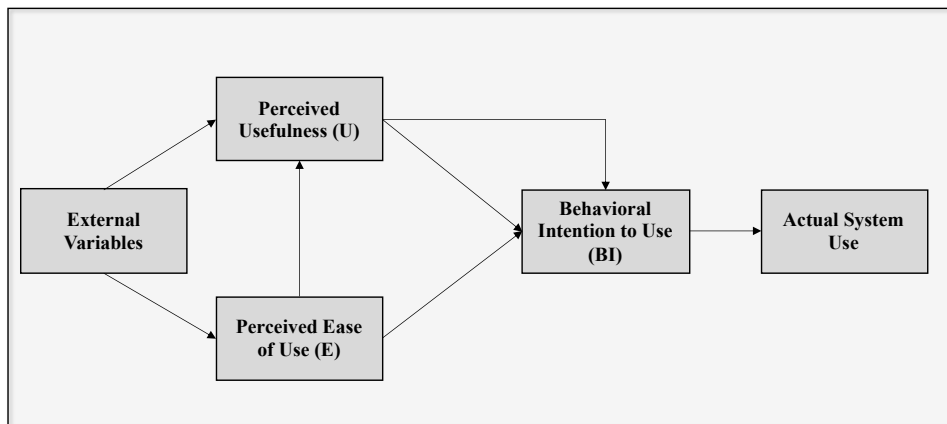 Perceived
Usefulness (U)
External
Variables
Perceived Ease
of Use (E)
Behavioral
Intention to Use
(BI)
Actual System
Use